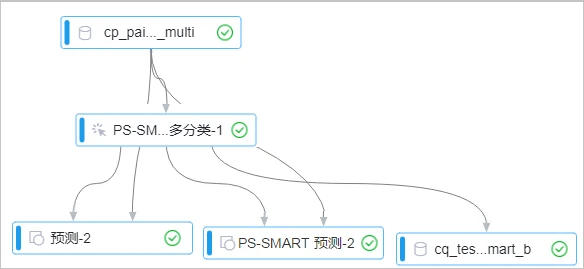 cp_pai..._multi
PS-SM...多分类-1
预测-2
PS-SMART 预测-2
cq_tes...mart_b